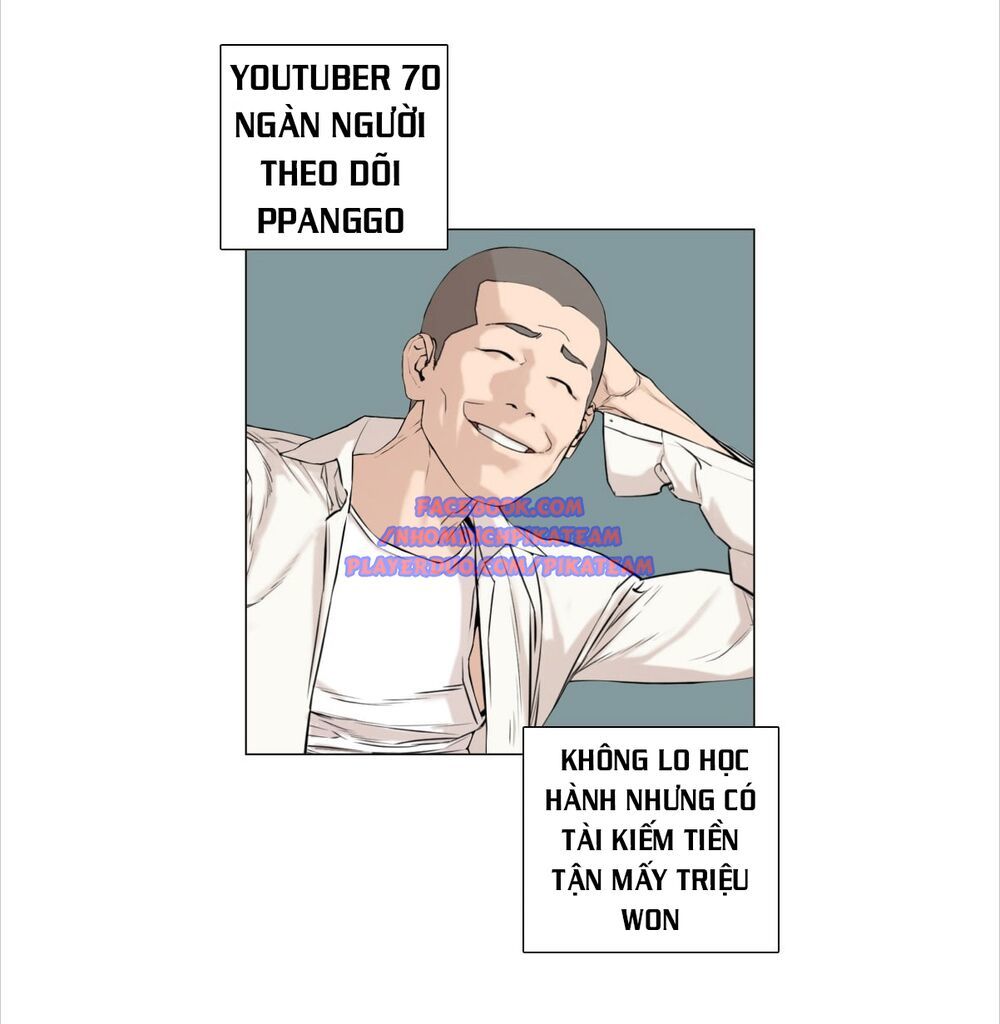 YOUTUBER 70
NGÀN NGƯỜI
THEO DÕI
PPANGGO
FACEBOOK.COM
/NHOMDICHPIKATEAM
PLAYERDUO.COM/PIKATEAM
KHÔNG LO HỌC
HÀNH NHƯNG CÓ
TÀI KIẾM TIỀN
TẬN MẤY TRIỆU
WON